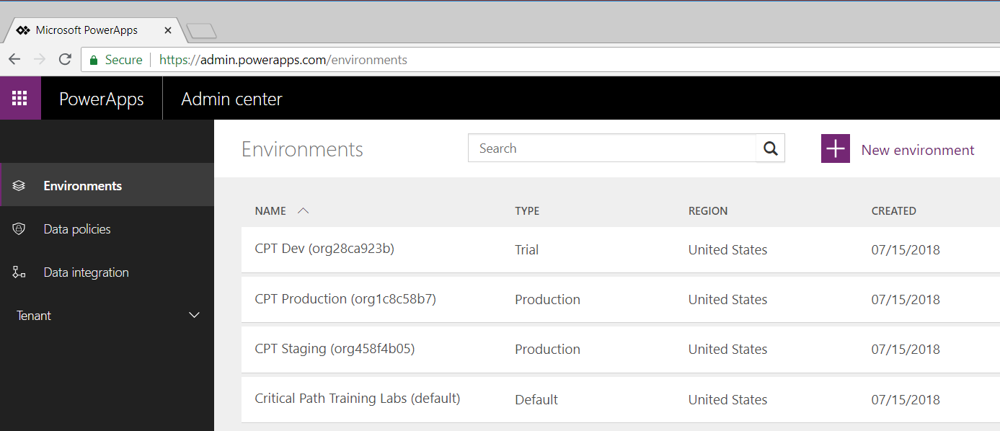 Microsoft PowerApps
Secure https://admin.powerapps.com/environments
PowerApps Admin center
Environments Search New environment
Environments
Data policies
Data integration
Tenant
NAME TYPE REGION CREATED
CPT Dev (org28ca923b) Trial United States 07/15/2018
CPT Production (org1c8c58b7) Production United States 07/15/2018
CPT Staging (org458f4b05) Production United States 07/15/2018
Critical Path Training Labs (default) Default United States 07/15/2018